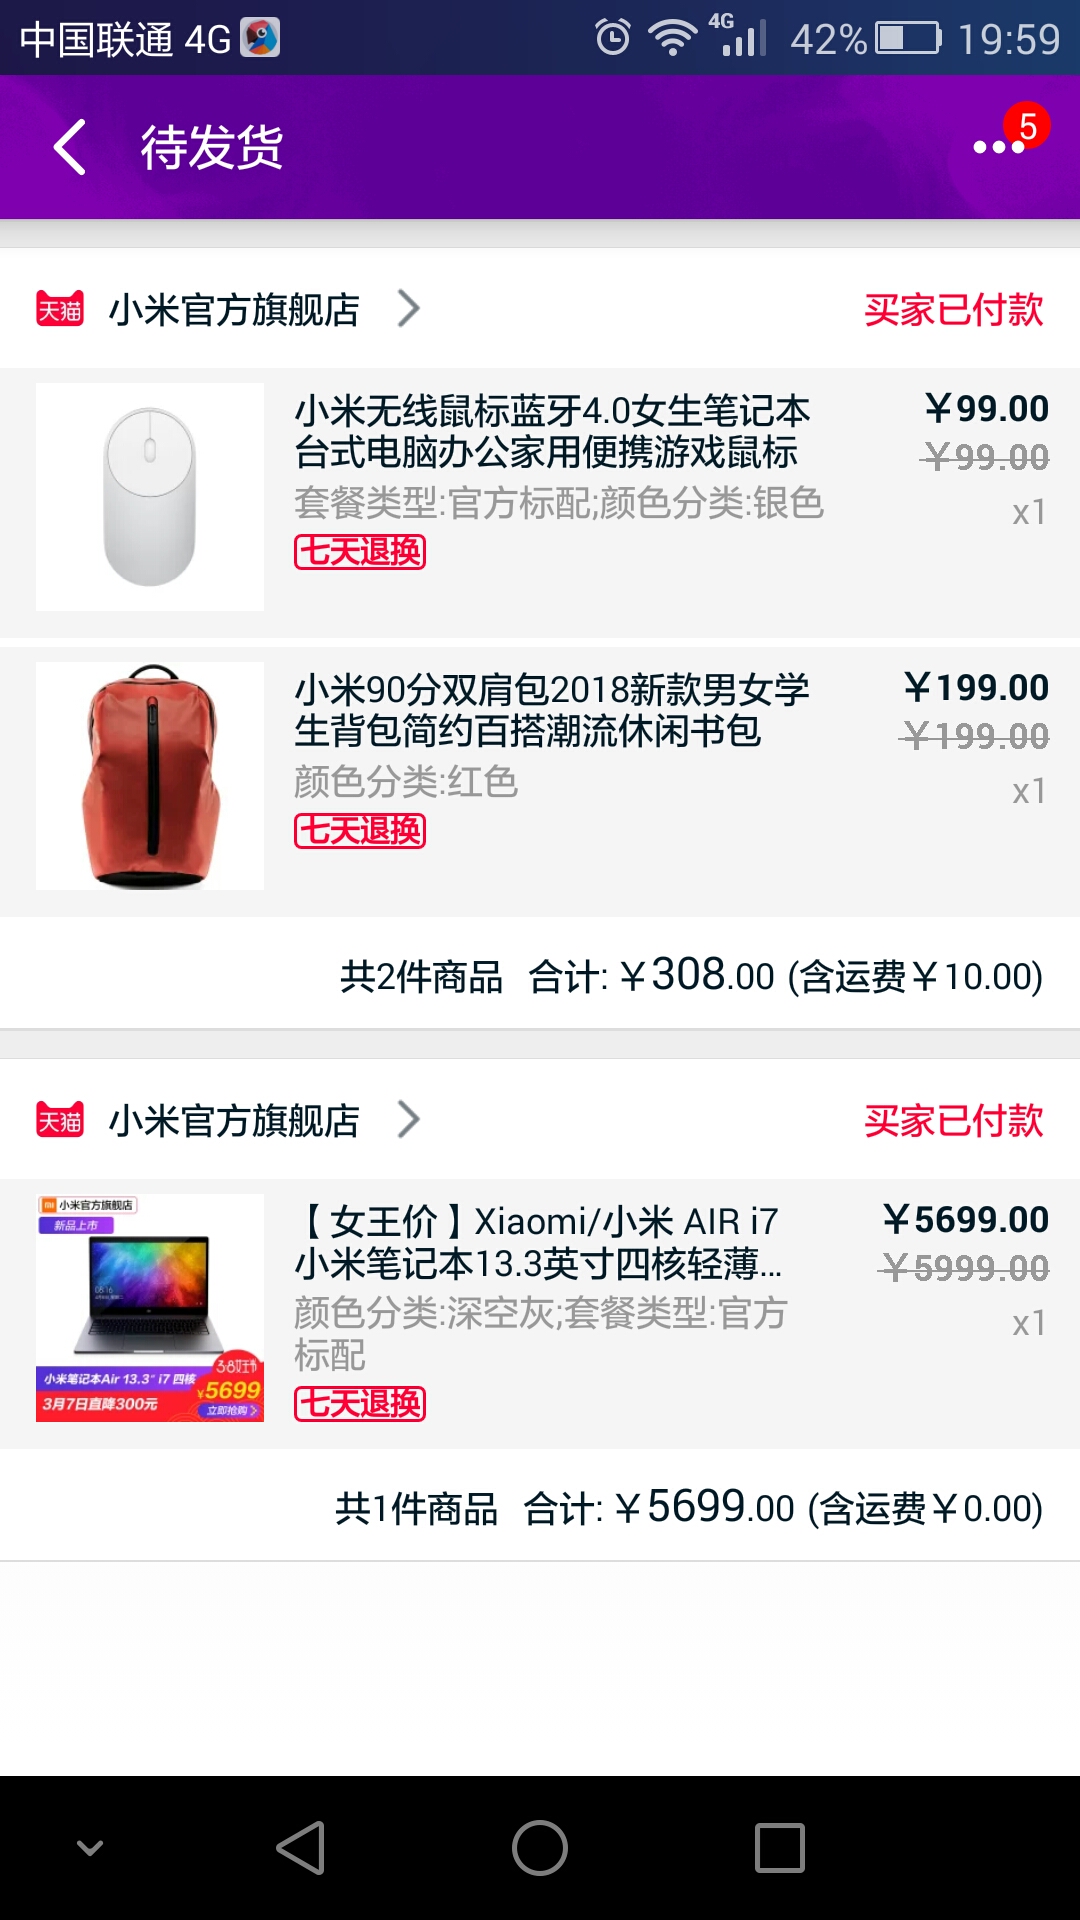 中国联通 4G
4G
42%
19:59
待发货
5
天猫 小米官方旗舰店
买家已付款
小米无线鼠标蓝牙4.0女生笔记本
台式电脑办公家用便携游戏鼠标
套餐类型:官方标配;颜色分类:银色
七天退换
￥99.00
￥99.00
x1
小米90分双肩包2018新款男女学
生背包简约百搭潮流休闲书包
颜色分类:红色
七天退换
￥199.00
￥199.00
x1
共2件商品 合计: ￥308.00 (含运费￥10.00)
天猫 小米官方旗舰店
买家已付款
小米官方旗舰店
新品上市
小米笔记本Air 13.3" i7 四核
3月7日直降300元
3·8女王节
¥5699
立即抢购
【女王价】Xiaomi/小米 AIR i7
小米笔记本13.3英寸四核轻薄...
颜色分类:深空灰;套餐类型:官方
标配
七天退换
￥5699.00
￥5999.00
x1
共1件商品 合计: ￥5699.00 (含运费￥0.00)